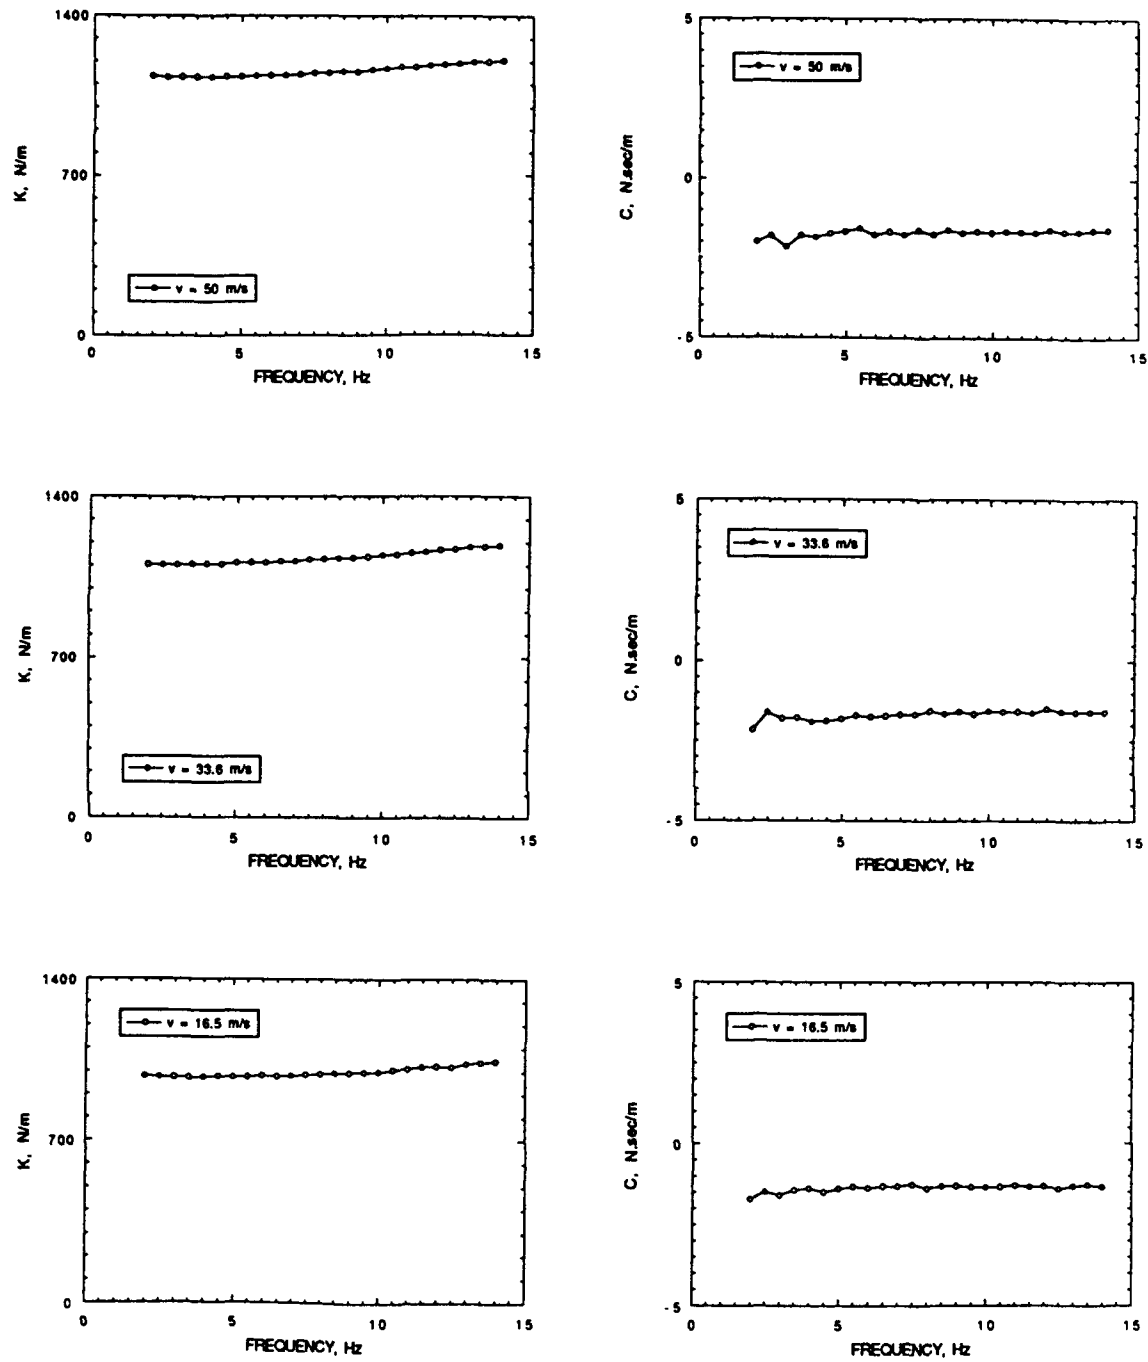 1400
K, N/m
700
v = 50 m/s
0
0 5 10 15
FREQUENCY, Hz
5
v = 50 m/s
C, N.sec/m
0
-5
0 5 10 15
FREQUENCY, Hz
1400
K, N/m
700
v = 33.6 m/s
0
0 5 10 15
FREQUENCY, Hz
5
v = 33.6 m/s
C, N.sec/m
0
-5
0 5 10 15
FREQUENCY, Hz
1400
v = 16.5 m/s
K, N/m
700
0
0 5 10 15
FREQUENCY, Hz
5
v = 16.5 m/s
C, N.sec/m
0
-5
0 5 10 15
FREQUENCY, Hz